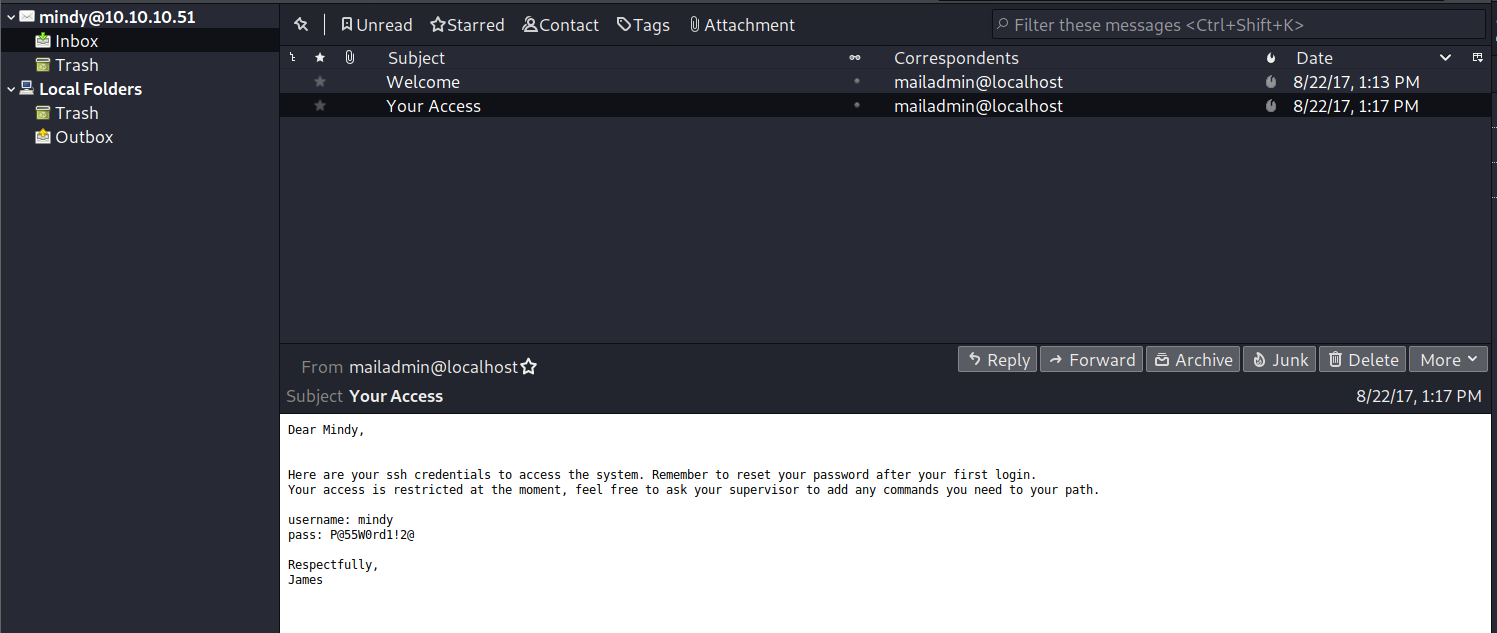 mindy@10.10.10.51
Inbox
Trash
Local Folders
Trash
Outbox
Unread Starred Contact Tags Attachment Filter these messages <Ctrl+Shift+K>
Subject Correspondents Date
Welcome mailadmin@localhost 8/22/17, 1:13 PM
Your Access mailadmin@localhost 8/22/17, 1:17 PM
From mailadmin@localhost Reply Forward Archive Junk Delete More
Subject Your Access 8/22/17, 1:17 PM
Dear Mindy,
Here are your ssh credentials to access the system. Remember to reset your password after your first login.
Your access is restricted at the moment, feel free to ask your supervisor to add any commands you need to your path.
username: mindy
pass: P@55W0rd1!2@
Respectfully,
James